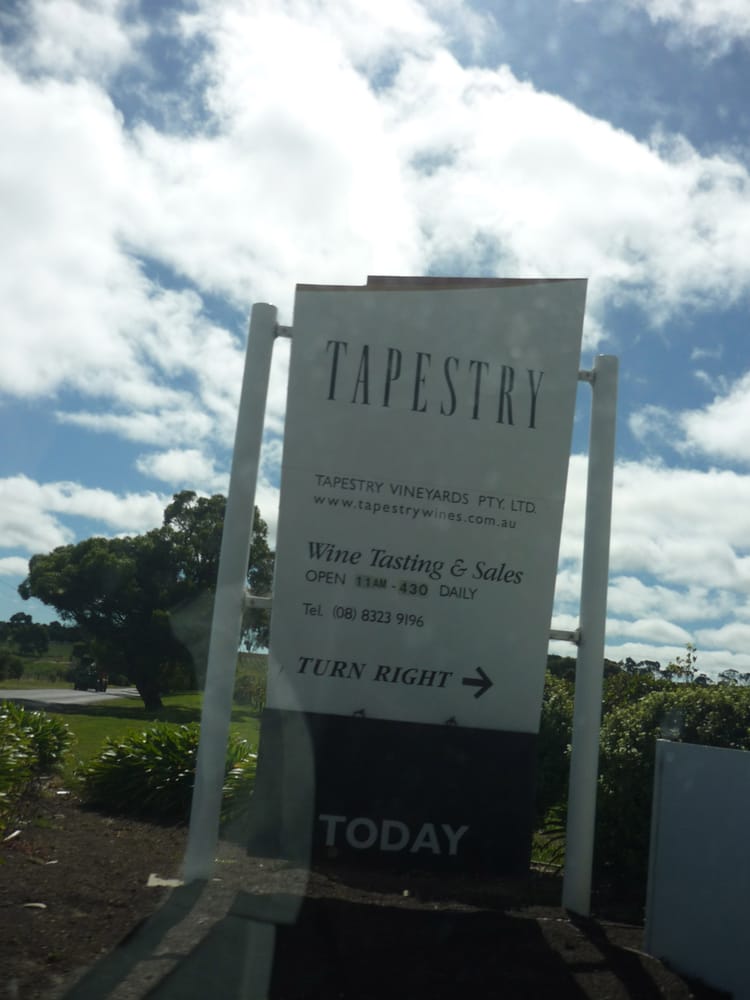 TAPESTRY
TAPESTRY VINEYARDS PTY. LTD.
www.tapestrywines.com.au
Wine Tasting & Sales
OPEN 11AM - 430 DAILY
Tel. (08) 8323 9196
TURN RIGHT →
TODAY